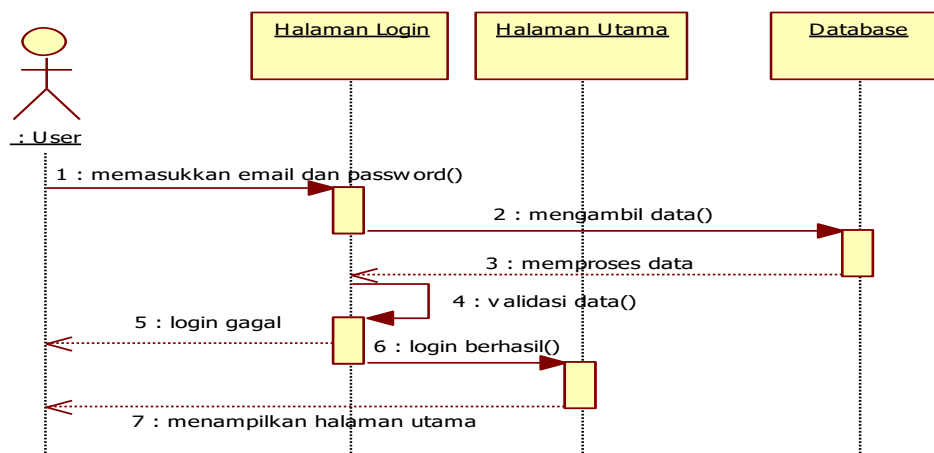 Halaman Login
Halaman Utama
Database
: User
1 : memasukkan email dan password()
2 : mengambil data()
3 : memproses data
4 : validasi data()
5 : login gagal
6 : login berhasil()
7 : menampilkan halaman utama